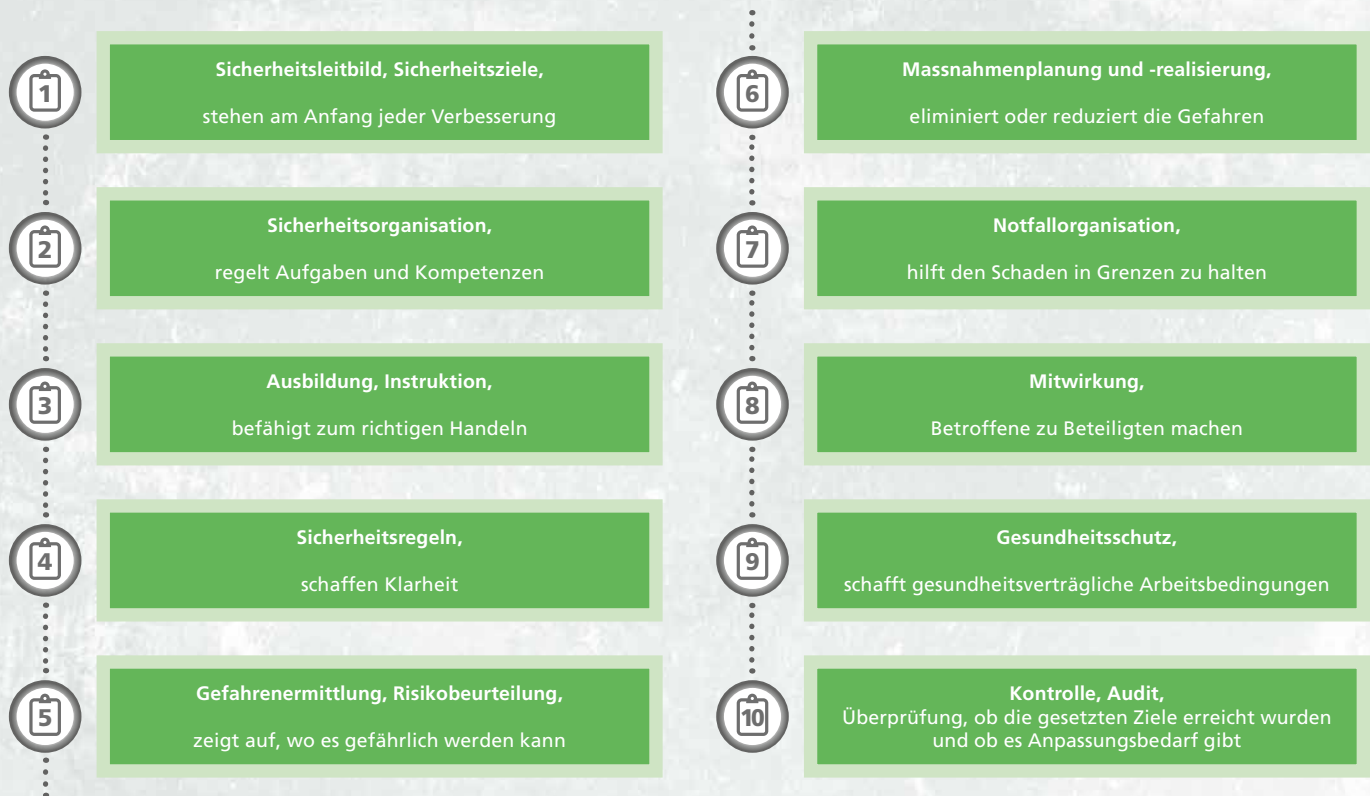 1
Sicherheitsleitbild, Sicherheitsziele,
stehen am Anfang jeder Verbesserung
2
Sicherheitsorganisation,
regelt Aufgaben und Kompetenzen
3
Ausbildung, Instruktion,
befähigt zum richtigen Handeln
4
Sicherheitsregeln,
schaffen Klarheit
5
Gefahrenermittlung, Risikobeurteilung,
zeigt auf, wo es gefährlich werden kann
6
Massnahmenplanung und -realisierung,
eliminiert oder reduziert die Gefahren
7
Notfallorganisation,
hilft den Schaden in Grenzen zu halten
8
Mitwirkung,
Betroffene zu Beteiligten machen
9
Gesundheitsschutz,
schafft gesundheitsverträgliche Arbeitsbedingungen
10
Kontrolle, Audit,
Überprüfung, ob die gesetzten Ziele erreicht wurden
und ob es Anpassungsbedarf gibt